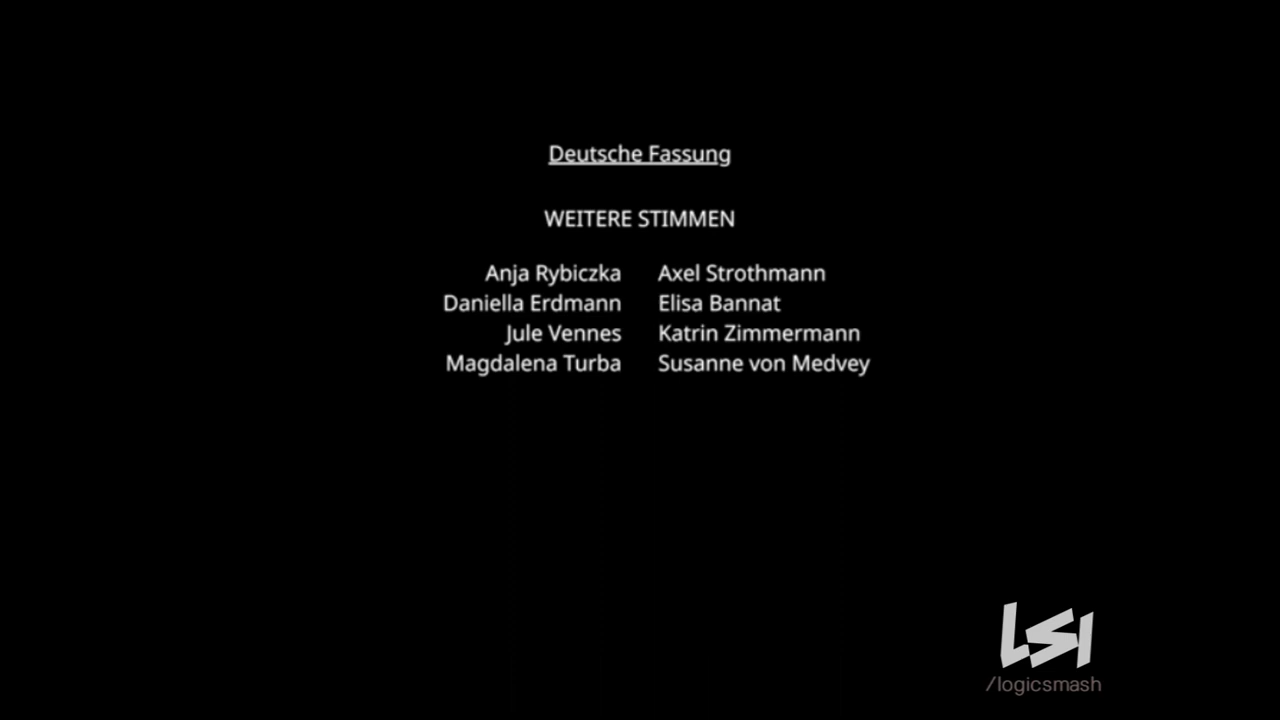 Deutsche Fassung
WEITERE STIMMEN
Anja Rybiczka Axel Strothmann
Daniella Erdmann Elisa Bannat
Jule Vennes Katrin Zimmermann
Magdalena Turba Susanne von Medvey
LSI
/logicsmash